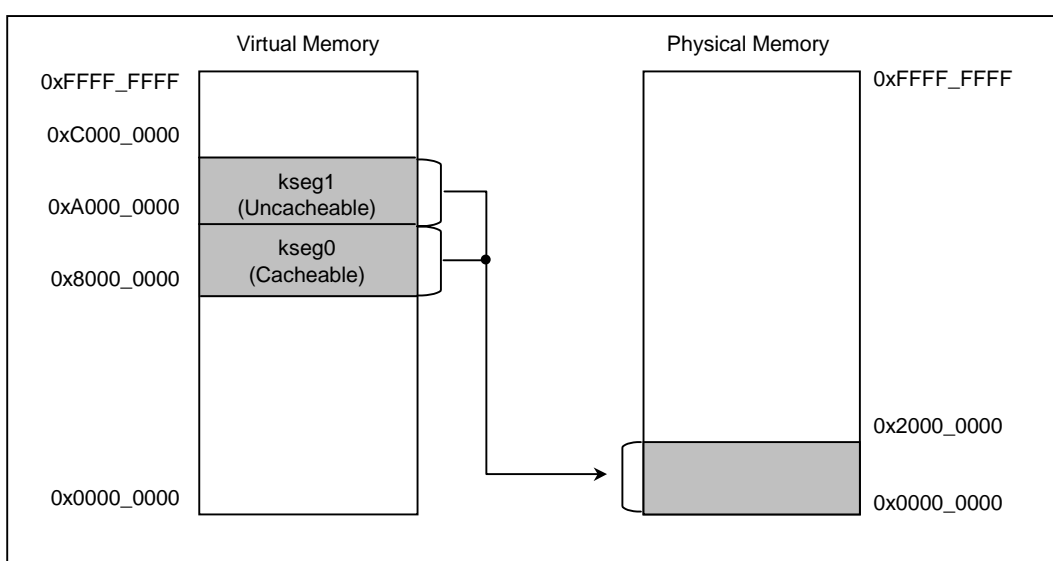 Virtual Memory
Physical Memory
0xFFFF_FFFF
0xFFFF_FFFF
0xC000_0000
kseg1
(Uncacheable)
0xA000_0000
kseg0
(Cacheable)
0x8000_0000
0x2000_0000
0x0000_0000
0x0000_0000